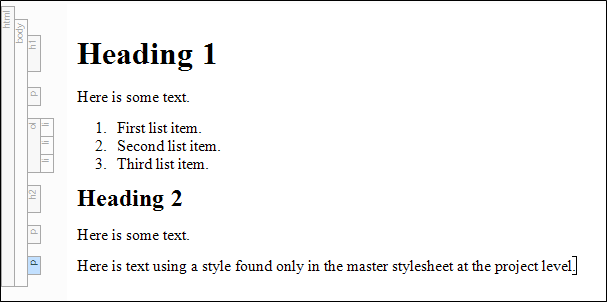 html
body
h1
Heading 1
p
Here is some text.
ol
li
1. First list item.
li
2. Second list item.
li
3. Third list item.
h2
Heading 2
p
Here is some text.
p
Here is text using a style found only in the master stylesheet at the project level.